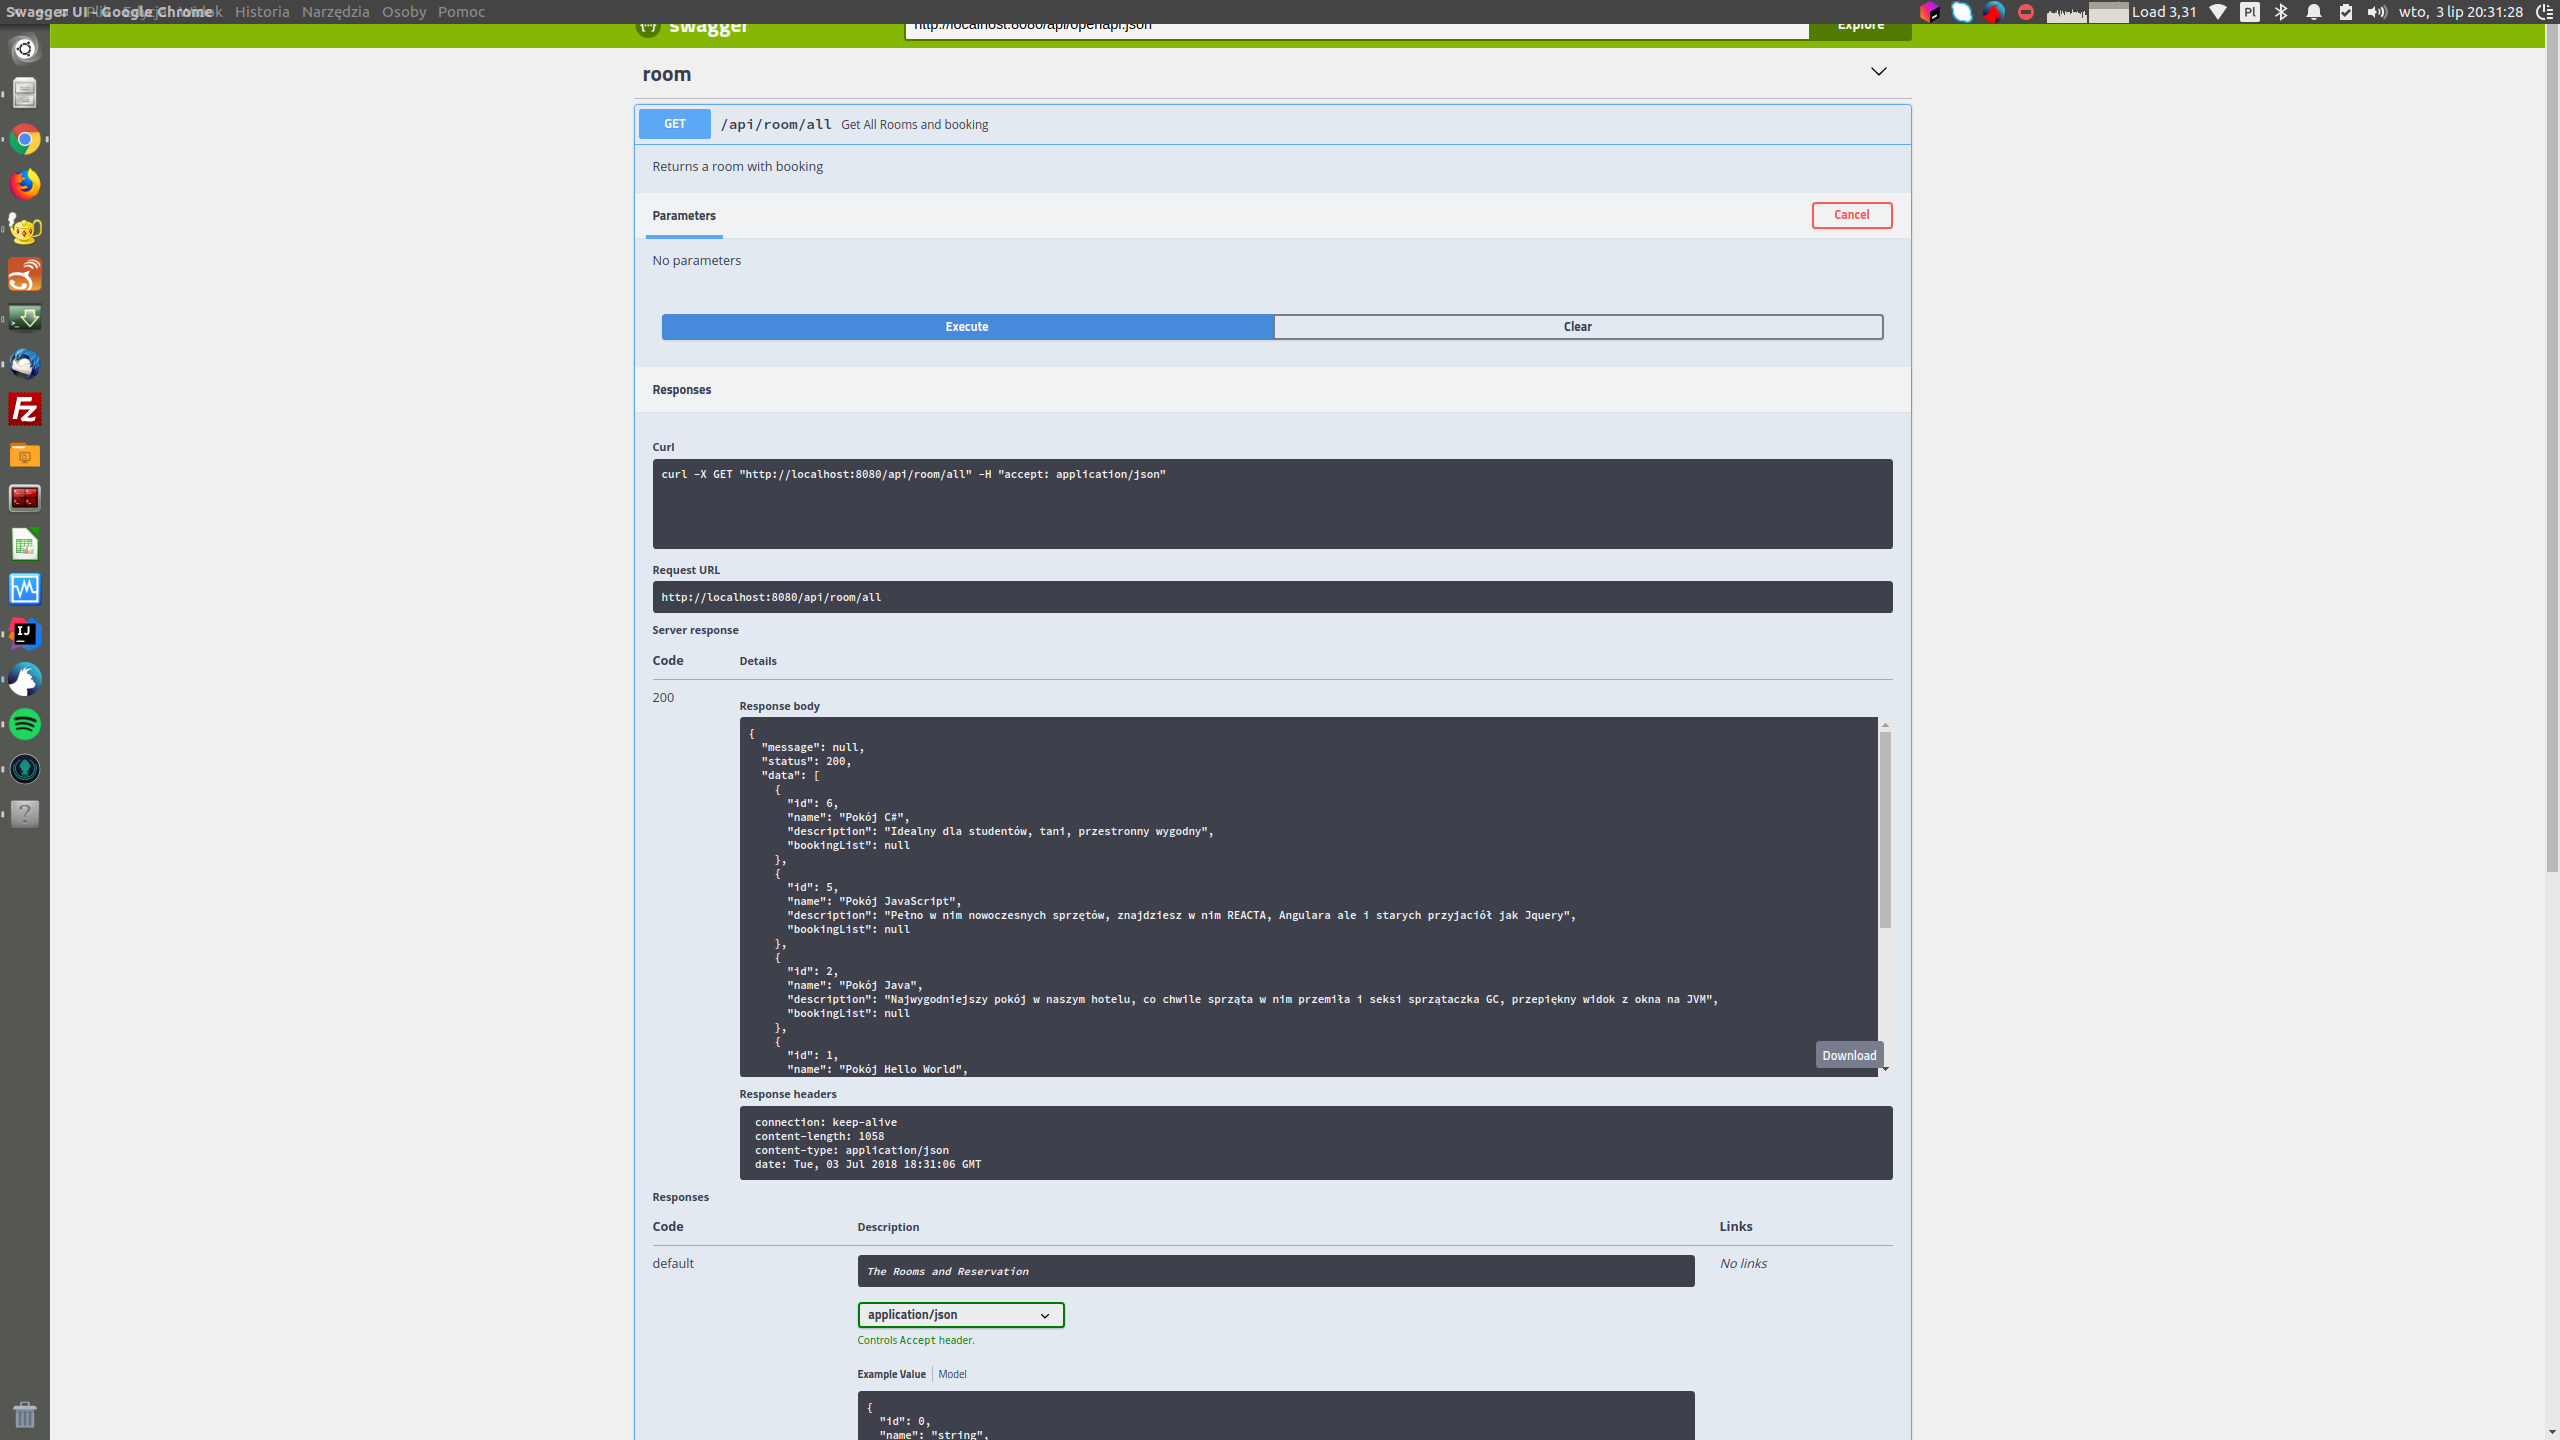 Swagger UI - Google Chrome Historia Narzędzia Osoby Pomoc
Load 3,31 Pl wto, 3 lip 20:31:28
swagger http://localhost:8080/api/openapi.json Explore
room
GET /api/room/all Get All Rooms and booking
Returns a room with booking
Parameters Cancel
No parameters
Execute Clear
Responses
Curl
curl -X GET "http://localhost:8080/api/room/all" -H "accept: application/json"
Request URL
http://localhost:8080/api/room/all
Server response
Code Details
200
Response body
{
"message": null,
"status": 200,
"data": [
{
"id": 6,
"name": "Pokój C#",
"description": "Idealny dla studentów, tani, przestronny wygodny",
"bookingList": null
},
{
"id": 5,
"name": "Pokój JavaScript",
"description": "Pełno w nim nowoczesnych sprzętów, znajdziesz w nim REACTA, Angulara ale i starych przyjaciół jak Jquery",
"bookingList": null
},
{
"id": 2,
"name": "Pokój Java",
"description": "Najwygodniejszy pokój w naszym hotelu, co chwile sprząta w nim przemiła i seksi sprzątaczka GC, przepiękny widok z okna na JVM",
"bookingList": null
},
{
"id": 1,
"name": "Pokój Hello World",
Download
Response headers
connection: keep-alive
content-length: 1058
content-type: application/json
date: Tue, 03 Jul 2018 18:31:06 GMT
Responses
Code Description Links
default The Rooms and Reservation No links
application/json
Controls Accept header.
Example Value Model
{
"id": 0,
"name": "string",